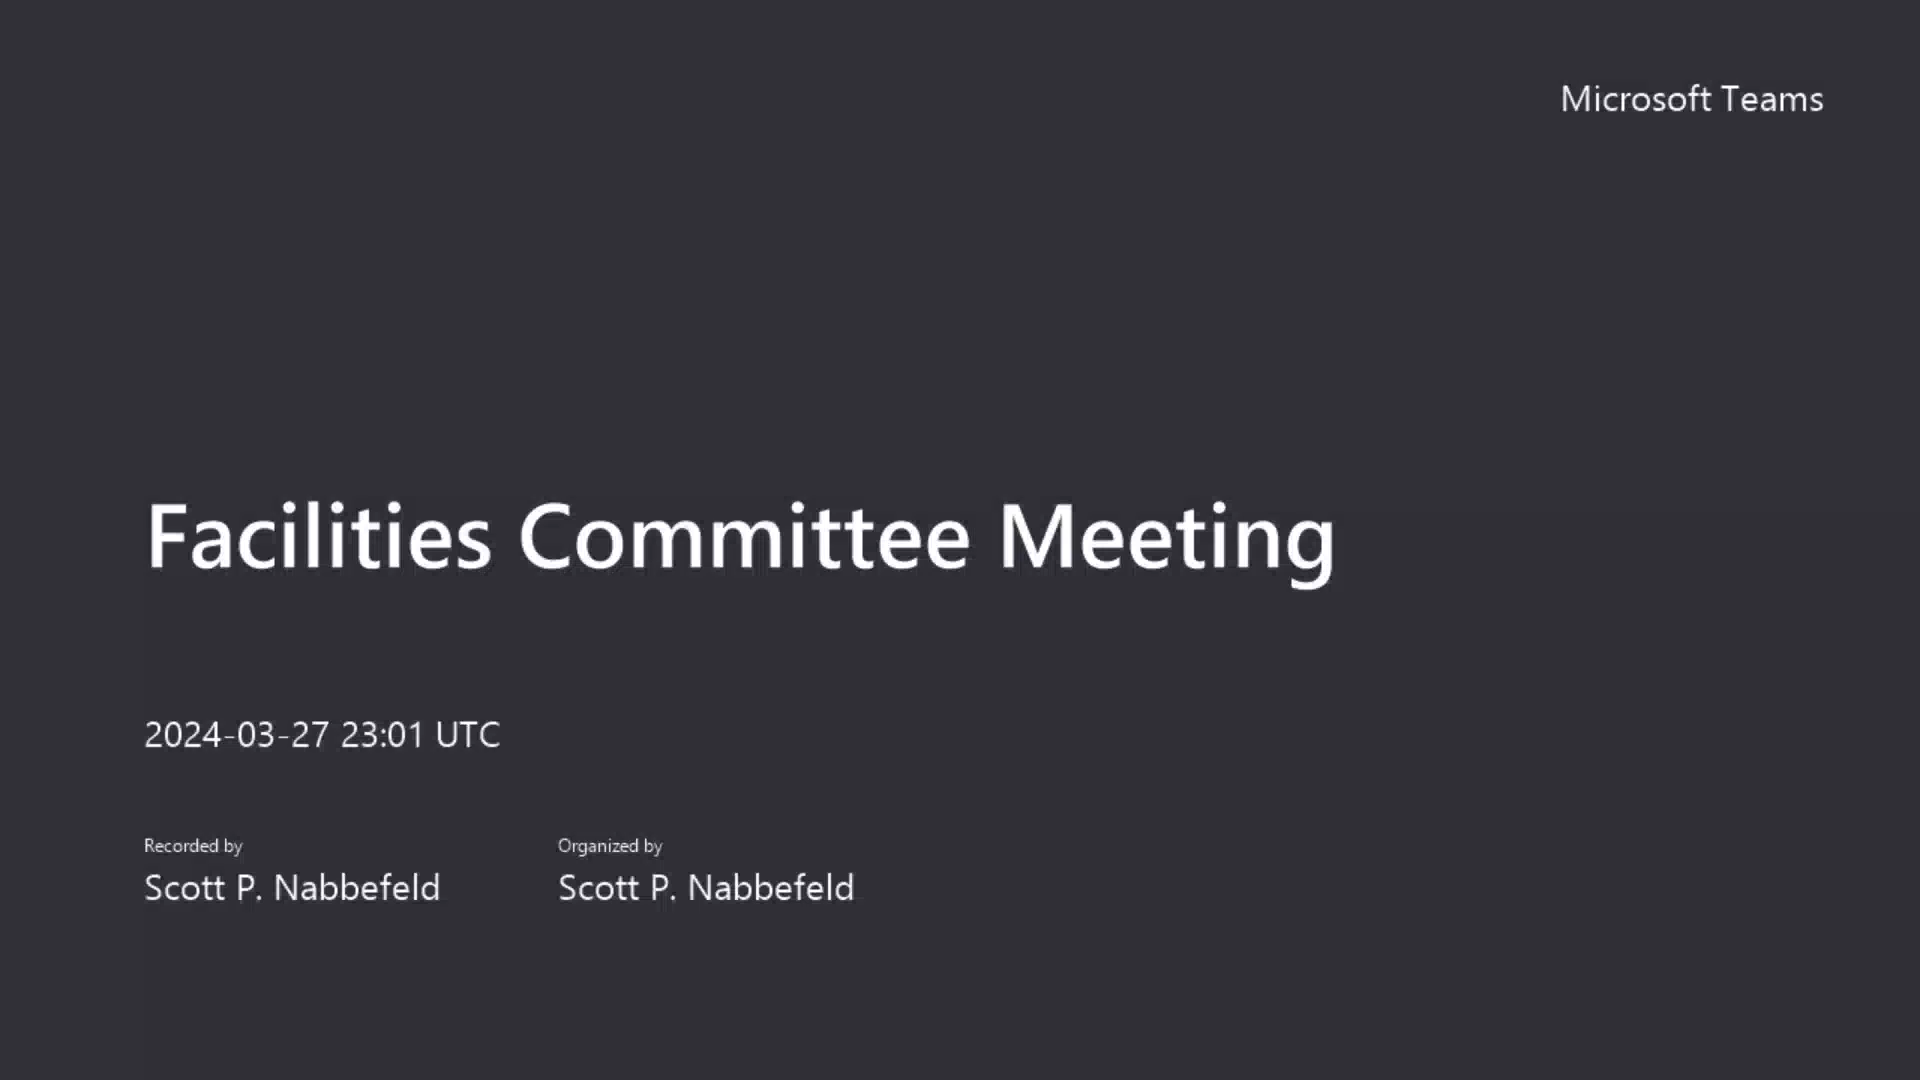 Microsoft Teams
Facilities Committee Meeting
2024-03-27 23:01 UTC
Recorded by
Organized by
Scott P. Nabbefeld
Scott P. Nabbefeld